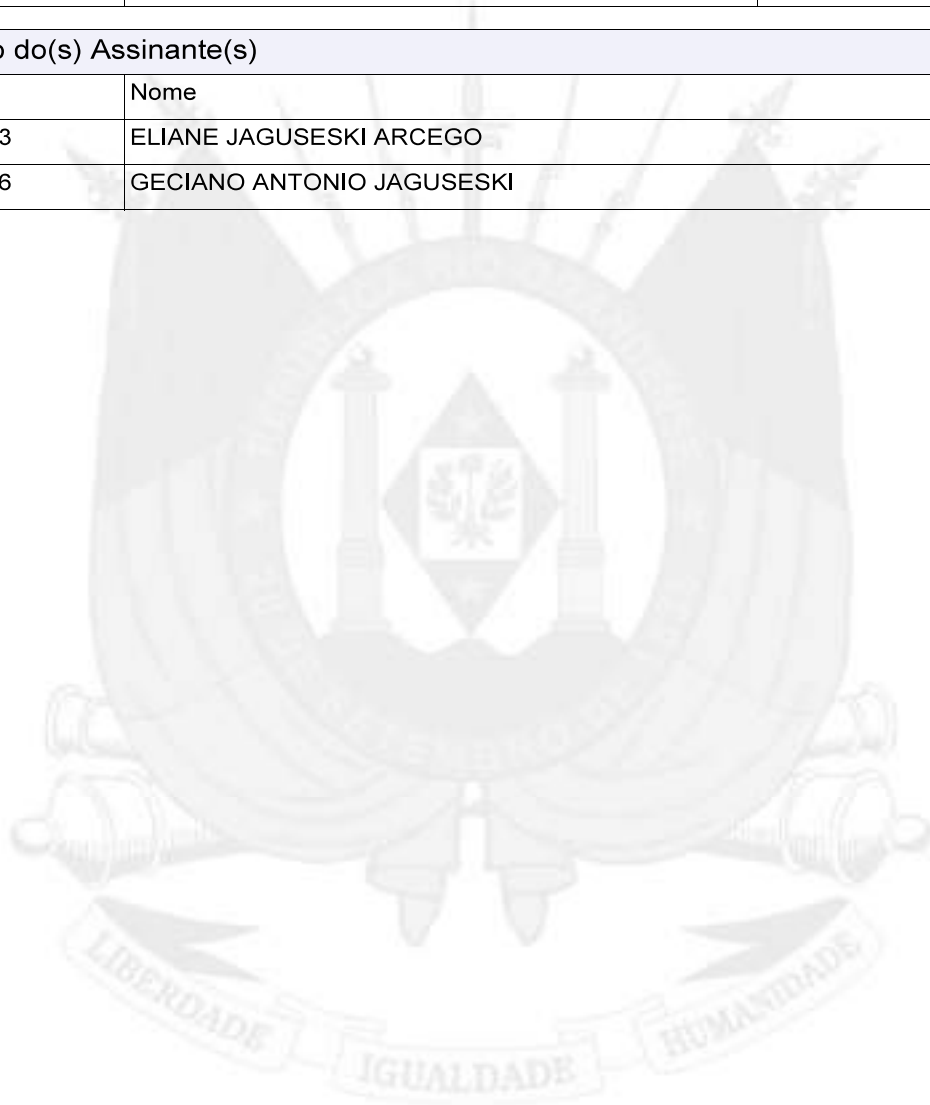 o do(s) Assinante(s)
Nome
3 ELIANE JAGUSESKI ARCEGO
6 GECIANO ANTONIO JAGUSESKI
LIBERDADE
IGUALDADE
HUMANIDADE